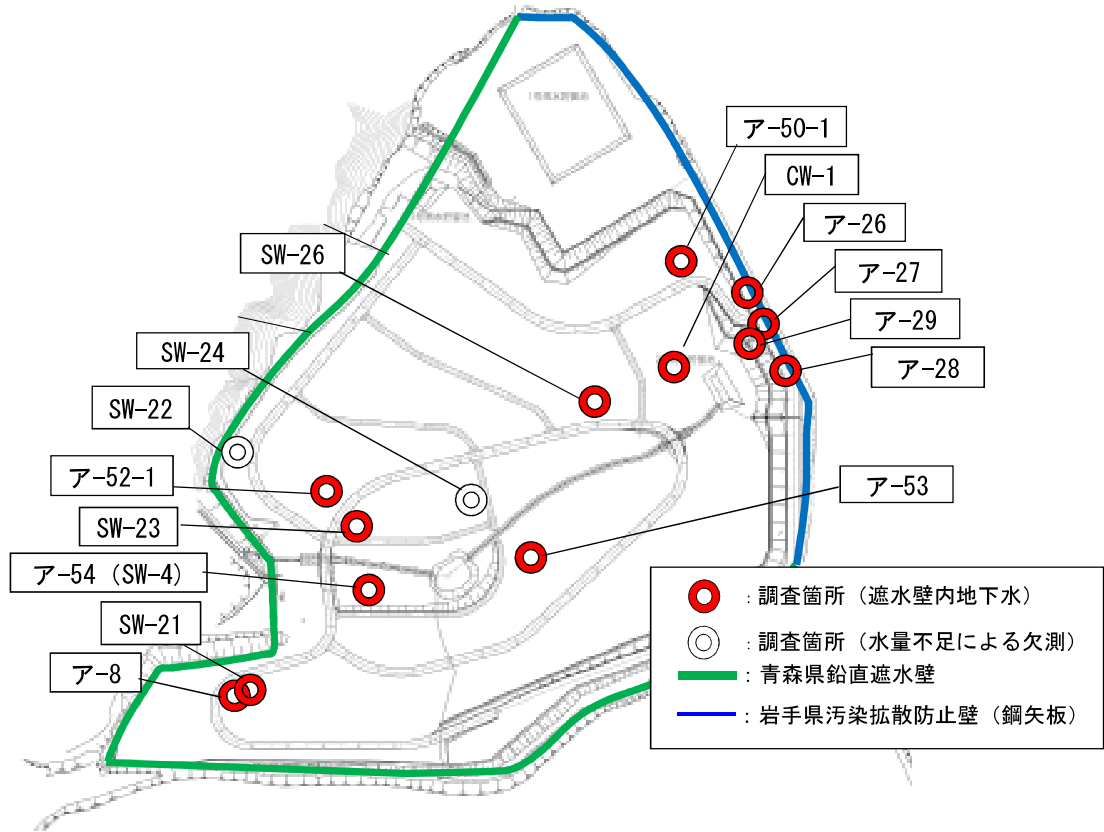 ア-50-1
CW-1
ア-26
SW-26
ア-27
ア-29
SW-24
ア-28
SW-22
ア-52-1
ア-53
SW-23
ア-54（SW-4）
SW-21
ア-8
：調査箇所（遮水壁内地下水）
：調査箇所（水量不足による欠測）
：青森県鉛直遮水壁
：岩手県汚染拡散防止壁（鋼矢板）